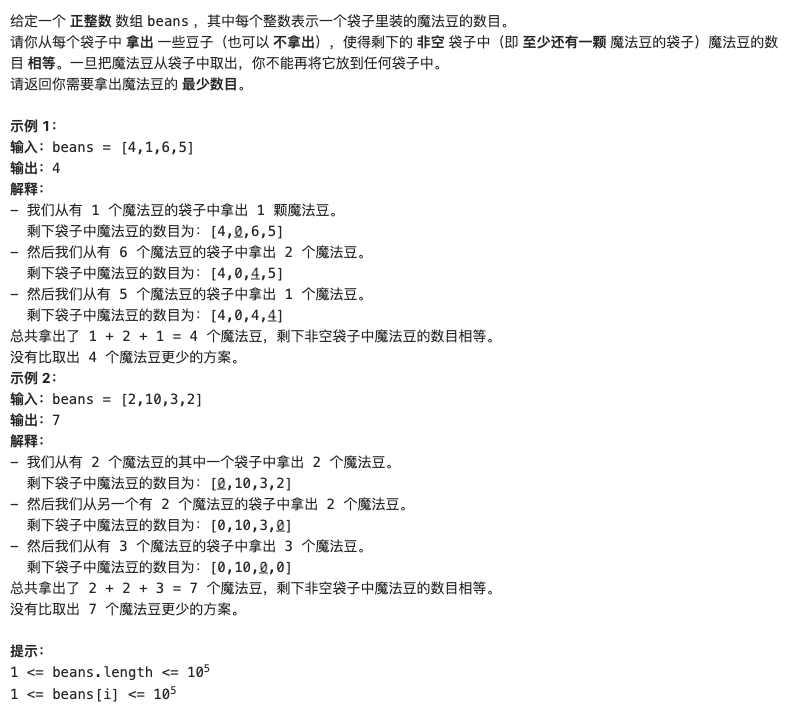 给定一个 正整数 数组 beans ，其中每个整数表示一个袋子里装的魔法豆的数目。
请你从每个袋子中 拿出 一些豆子（也可以 不拿出），使得剩下的 非空 袋子中（即 至少还有一颗 魔法豆的袋子）魔法豆的数
目 相等。一旦把魔法豆从袋子中取出，你不能再将它放到任何袋子中。
请返回你需要拿出魔法豆的 最少数目。
示例 1：
输入：beans = [4,1,6,5]
输出：4
解释：
- 我们从有 1 个魔法豆的袋子中拿出 1 颗魔法豆。
剩下袋子中魔法豆的数目为：[4,0,6,5]
- 然后我们从有 6 个魔法豆的袋子中拿出 2 个魔法豆。
剩下袋子中魔法豆的数目为：[4,0,4,5]
- 然后我们从有 5 个魔法豆的袋子中拿出 1 个魔法豆。
剩下袋子中魔法豆的数目为：[4,0,4,4]
总共拿出了 1 + 2 + 1 = 4 个魔法豆，剩下非空袋子中魔法豆的数目相等。
没有比取出 4 个魔法豆更少的方案。
示例 2：
输入：beans = [2,10,3,2]
输出：7
解释：
- 我们从有 2 个魔法豆的其中一个袋子中拿出 2 个魔法豆。
剩下袋子中魔法豆的数目为：[0,10,3,2]
- 然后我们从另一个有 2 个魔法豆的袋子中拿出 2 个魔法豆。
剩下袋子中魔法豆的数目为：[0,10,3,0]
- 然后我们从有 3 个魔法豆的袋子中拿出 3 个魔法豆。
剩下袋子中魔法豆的数目为：[0,10,0,0]
总共拿出了 2 + 2 + 3 = 7 个魔法豆，剩下非空袋子中魔法豆的数目相等。
没有比取出 7 个魔法豆更少的方案。
提示：
1 <= beans.length <= 10⁵
1 <= beans[i] <= 10⁵